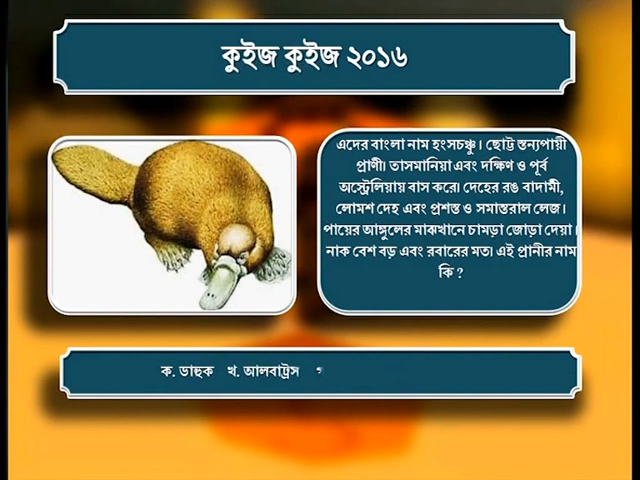 কুইজ কুইজ ২০১৬
এদের বাংলা নাম হংসচঞ্চু। ছোট্ট স্তন্যপায়ী
প্রাণী। তাসমানিয়া এবং দক্ষিণ ও পূর্ব
অস্ট্রেলিয়ায় বাস করে। দেহের রঙ বাদামী,
লোমশ দেহ এবং প্রশস্ত ও সমান্তরাল লেজ।
পায়ের আঙ্গুলের মাঝখানে চামড়া জোড়া দেয়া।
নাক বেশ বড় এবং রবারের মত। এই প্রানীর নাম
কি ?
ক. ডাহুক খ. আলবাট্রস